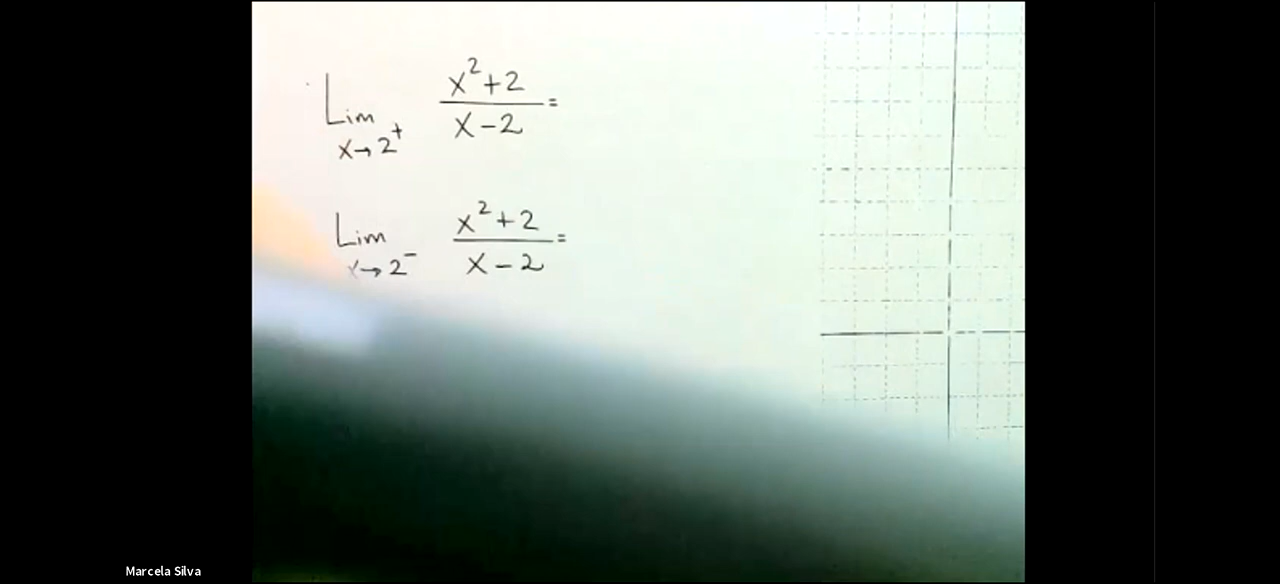 Lim x²+2 =
x→2⁺ x-2
Lim x²+2 =
x→2⁻ x-2
Marcela Silva